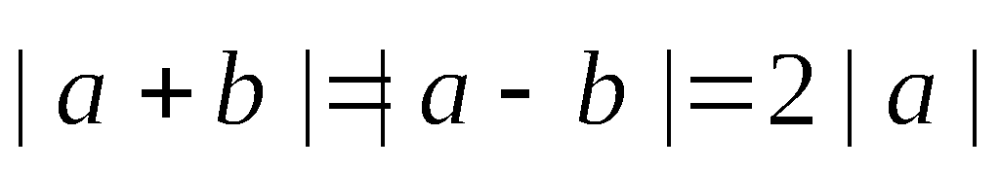 | a + b |=| a - b |= 2 | a |